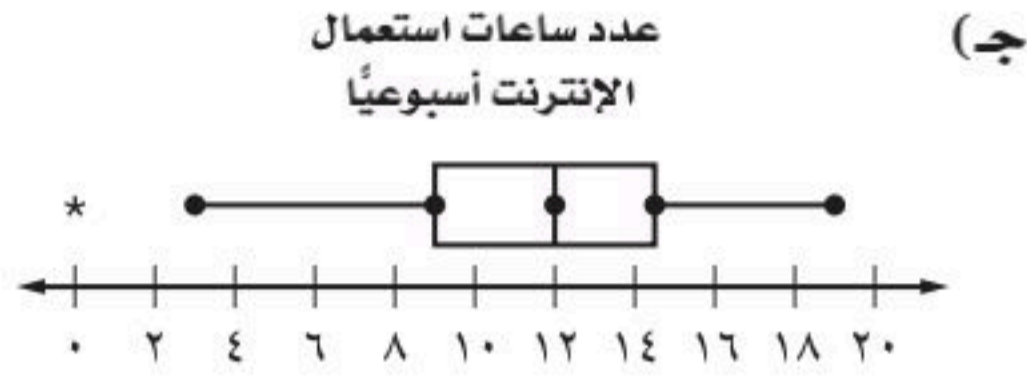 جـ)
عدد ساعات استعمال
الإنترنت أسبوعيًّا
*
٠ ٢ ٤ ٦ ٨ ١٠ ١٢ ١٤ ١٦ ١٨ ٢٠